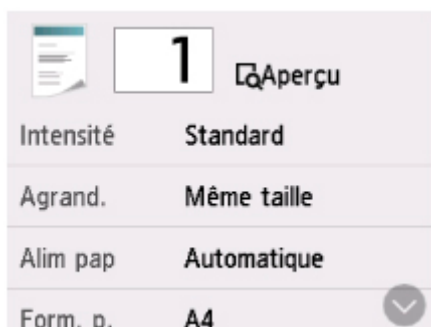 1 Aperçu
Intensité Standard
Agrand. Même taille
Alim pap Automatique
Form. p. A4